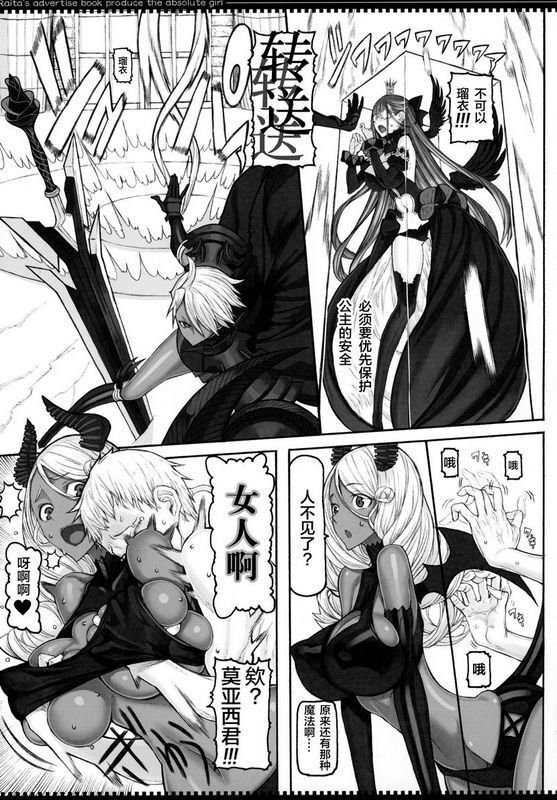 Raita's advertise book produce the absolute girl
不可以
瑠衣!!!
必须要优先保护
公主的安全
瑠衣
转送
哦
哦
哦
人不见了?
原来还有那种
魔法啊....
女人啊
欸?
莫亚西君!!!
呀啊啊♥